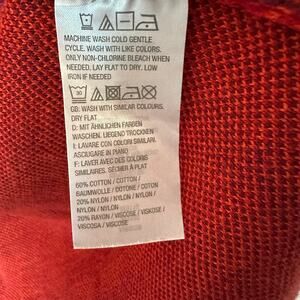 MACHINE WASH COLD GENTLE
CYCLE. WASH WITH LIKE COLORS.
ONLY NON-CHLORINE BLEACH WHEN
NEEDED. LAY FLAT TO DRY. LOW
IRON IF NEEDED
30
GB: WASH WITH SIMILAR COLOURS.
DRY FLAT
D: MIT ÄHNLICHEN FARBEN
WASCHEN. LIEGEND TROCKNEN
I: LAVARE CON COLORI SIMILARI.
ASCIUGARE IN PIANO
F: LAVER AVEC DES COLORIS
SIMILAIRES. SÉCHER À PLAT
60% COTTON / COTTON /
BAUMWOLLE / COTONE / COTON
20% NYLON / NYLON / NYLON /
NYLON / NYLON
20% RAYON / VISCOSE / VISKOSE /
VISCOSA / VISCOSE